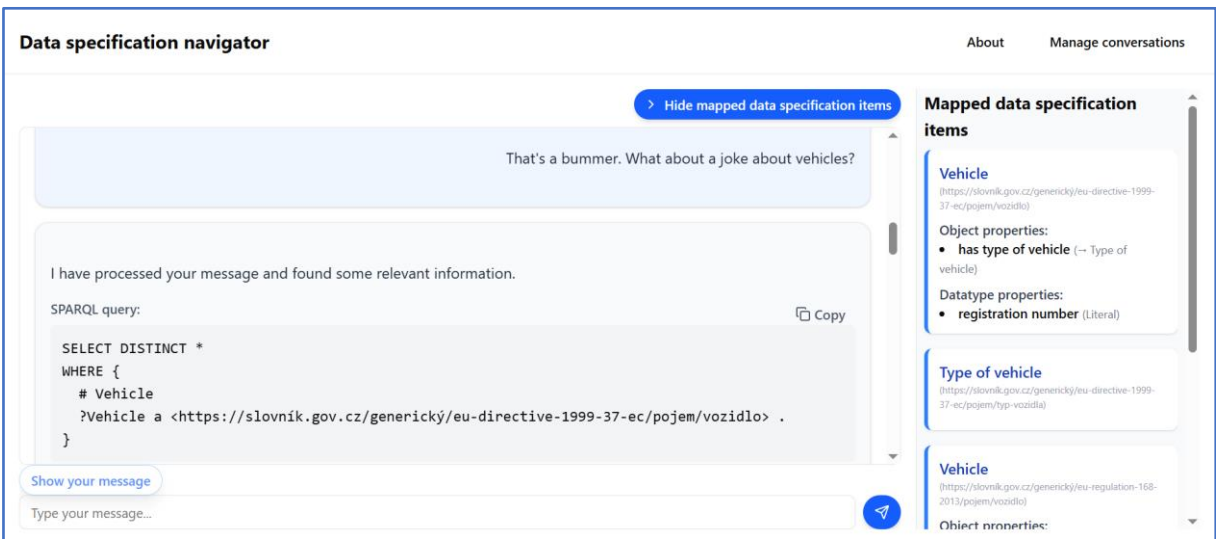 Data specification navigator
About
Manage conversations
Hide mapped data specification items
That's a bummer. What about a joke about vehicles?
I have processed your message and found some relevant information.
SPARQL query:
Copy
SELECT DISTINCT *
WHERE {
# Vehicle
?Vehicle a <https://slovník.gov.cz/generický/eu-directive-1999-37-ec/pojem/vozidlo> .
}
Show your message
Type your message...
Mapped data specification
items
Vehicle
(https://slovník.gov.cz/generický/eu-directive-1999-
37-ec/pojem/vozidlo)
Object properties:
• has type of vehicle (→ Type of
vehicle)
Datatype properties:
• registration number (Literal)
Type of vehicle
(https://slovník.gov.cz/generický/eu-directive-1999-
37-ec/pojem/typ-vozidla)
Vehicle
(https://slovník.gov.cz/generický/eu-regulation-168-
2013/pojem/vozidlo)
Object properties: